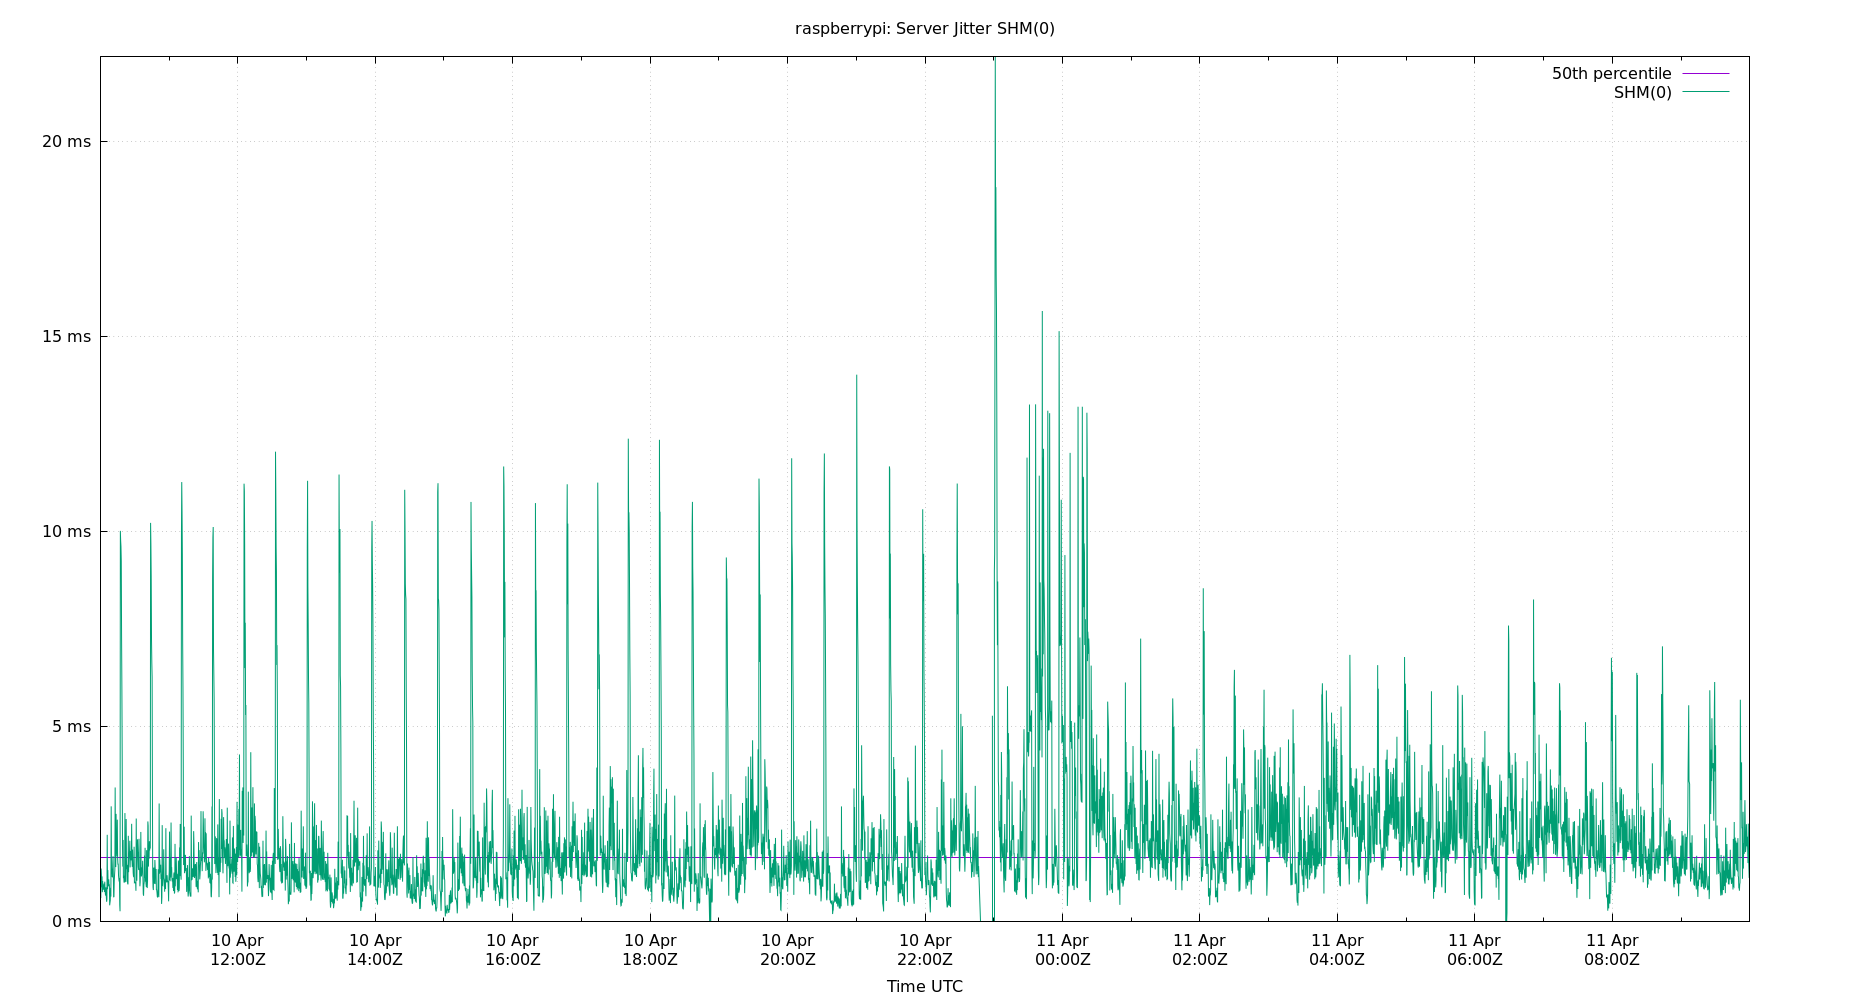 raspberrypi: Server Jitter SHM(0)
50th percentile
SHM(0)
20 ms
15 ms
10 ms
5 ms
0 ms
10 Apr 10 Apr 10 Apr 10 Apr 10 Apr 10 Apr 11 Apr 11 Apr 11 Apr 11 Apr 11 Apr
12:00Z 14:00Z 16:00Z 18:00Z 20:00Z 22:00Z 00:00Z 02:00Z 04:00Z 06:00Z 08:00Z
Time UTC